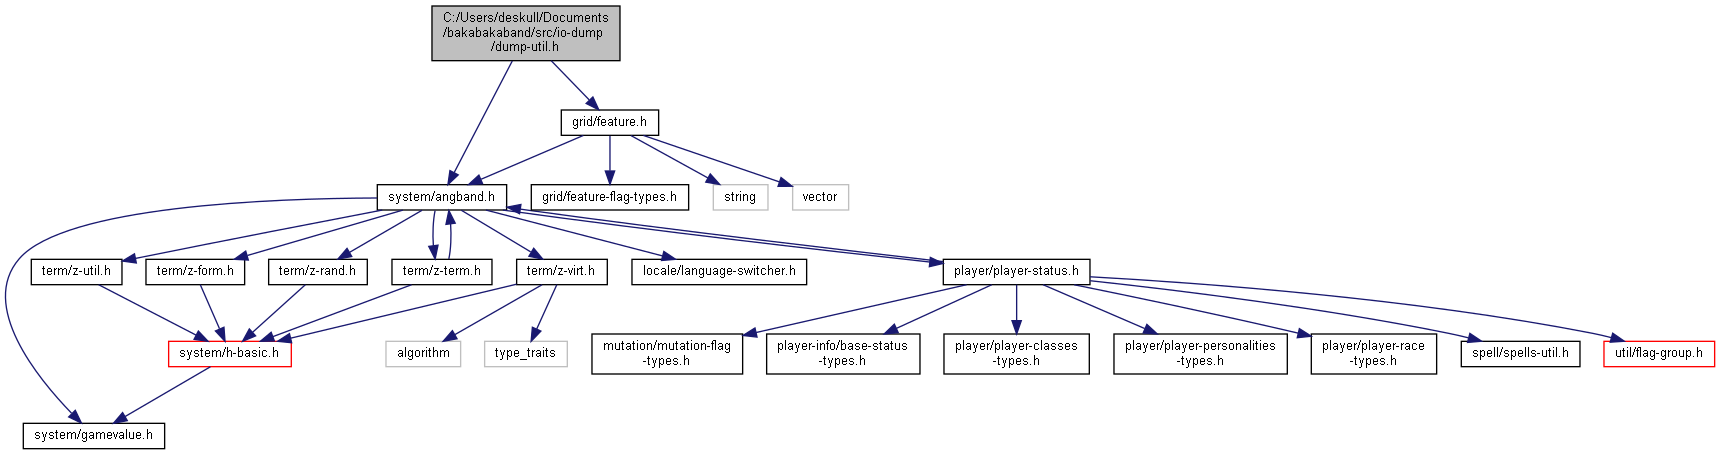 C:/Users/deskull/Documents
/bakabakaband/src/io-dump
/dump-util.h
grid/feature.h
system/angband.h
grid/feature-flag-types.h
string
vector
term/z-util.h
term/z-form.h
term/z-rand.h
term/z-term.h
term/z-virt.h
locale/language-switcher.h
player/player-status.h
system/h-basic.h
algorithm
type_traits
mutation/mutation-flag
-types.h
player-info/base-status
-types.h
player/player-classes
-types.h
player/player-personalities
-types.h
player/player-race
-types.h
spell/spells-util.h
util/flag-group.h
system/gamevalue.h